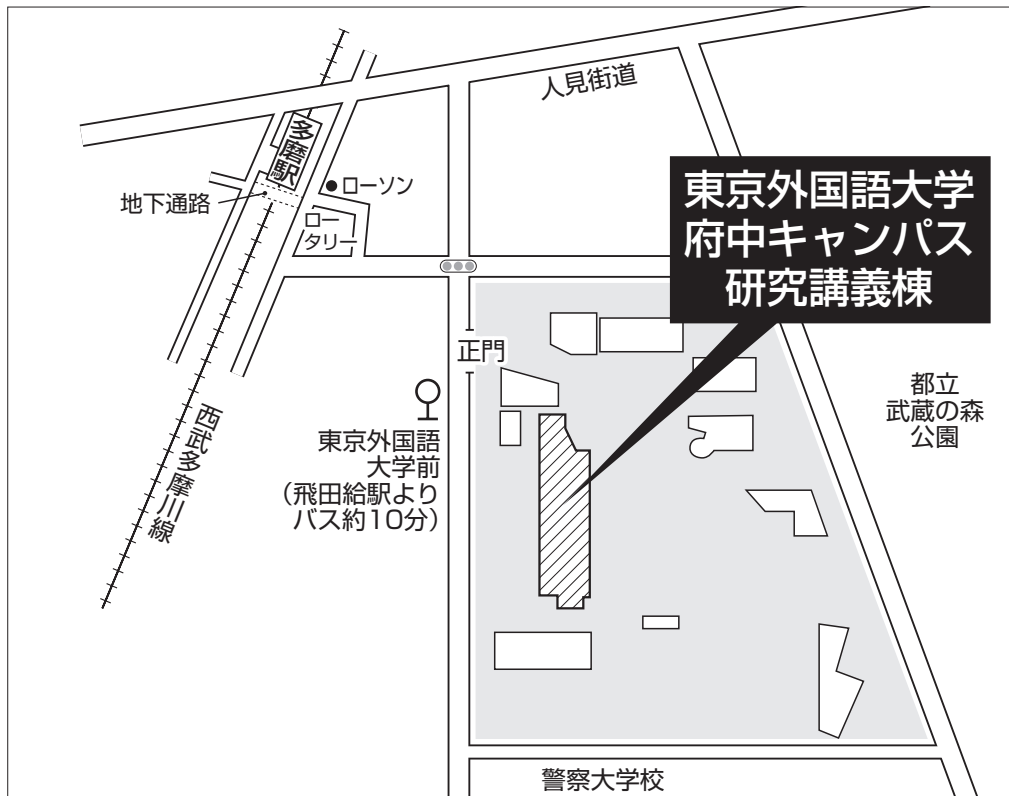 人見街道
多磨駅
地下通路
ローソン
ロー
タリー
東京外国語大学
府中キャンパス
研究講義棟
正門
都立
武蔵の森
公園
東京外国語
大学前
（飛田給駅より
バス約10分）
西武多摩川線
警察大学校